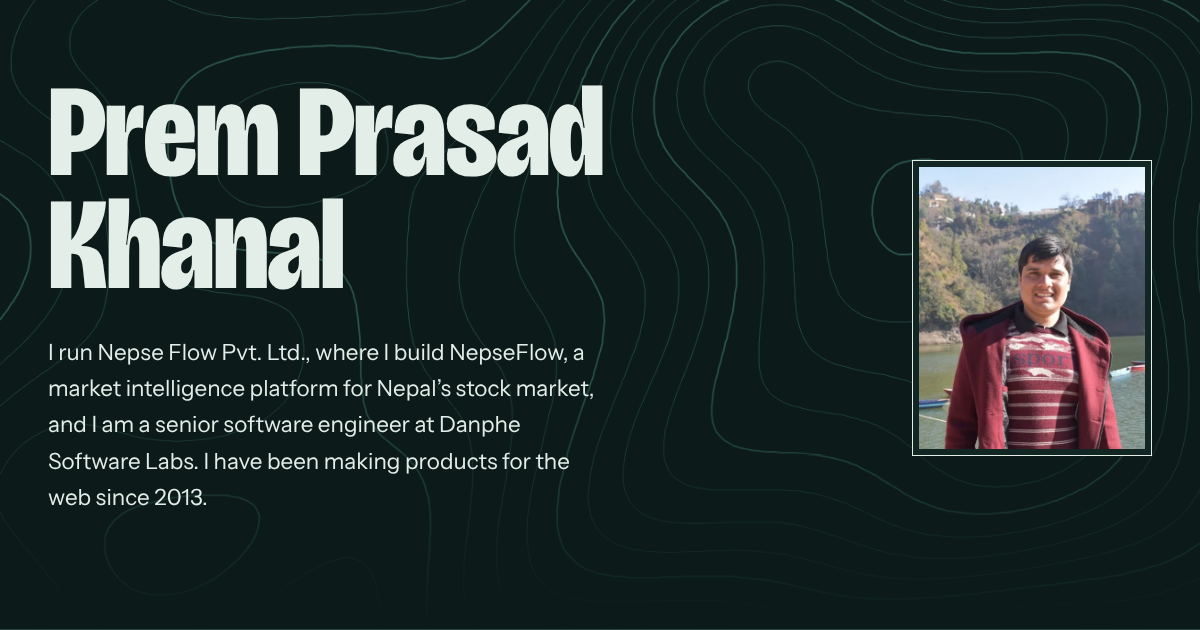 Prem Prasad
Khanal
I run Nepse Flow Pvt. Ltd., where I build NepseFlow, a
market intelligence platform for Nepal’s stock market,
and I am a senior software engineer at Danphe
Software Labs. I have been making products for the
web since 2013.